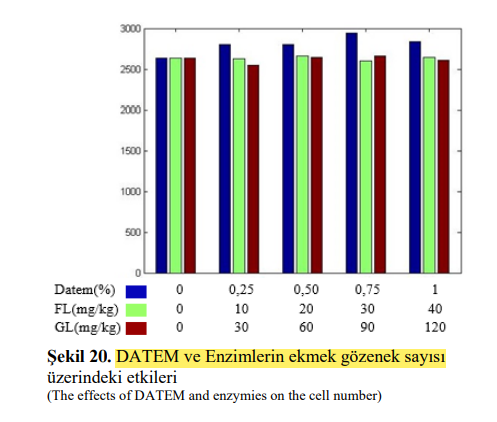 3000
2500
2000
1500
1000
500
0
Datem(%) 0 0,25 0,50 0,75 1
FL(mg/kg) 0 10 20 30 40
GL(mg/kg) 0 30 60 90 120
Şekil 20. DATEM ve Enzimlerin ekmek gözenek sayısı
üzerindeki etkileri
(The effects of DATEM and enzymies on the cell number)